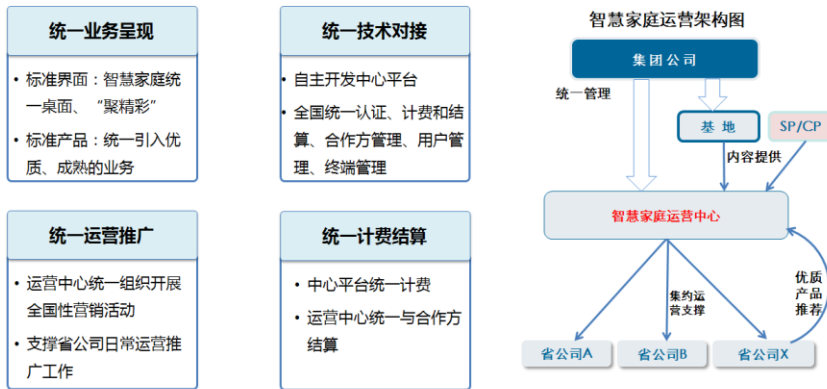 统一业务呈现
• 标准界面：智慧家庭统
一桌面、“聚精彩”
• 标准产品：统一引入优
质、成熟的业务
统一技术对接
• 自主开发中心平台
• 全国统一认证、计费和结
算、合作方管理、用户管
理、终端管理
统一运营推广
• 运营中心统一组织开展
全国性营销活动
• 支撑省公司日常运营推
广工作
统一计费结算
• 中心平台统一计费
• 运营中心统一与合作方
结算
智慧家庭运营架构图
集团公司
统一管理
基 地
SP/CP
内容提供
智慧家庭运营中心
集约运
营支撑
优质
产品
推荐
省公司A
省公司B
省公司X